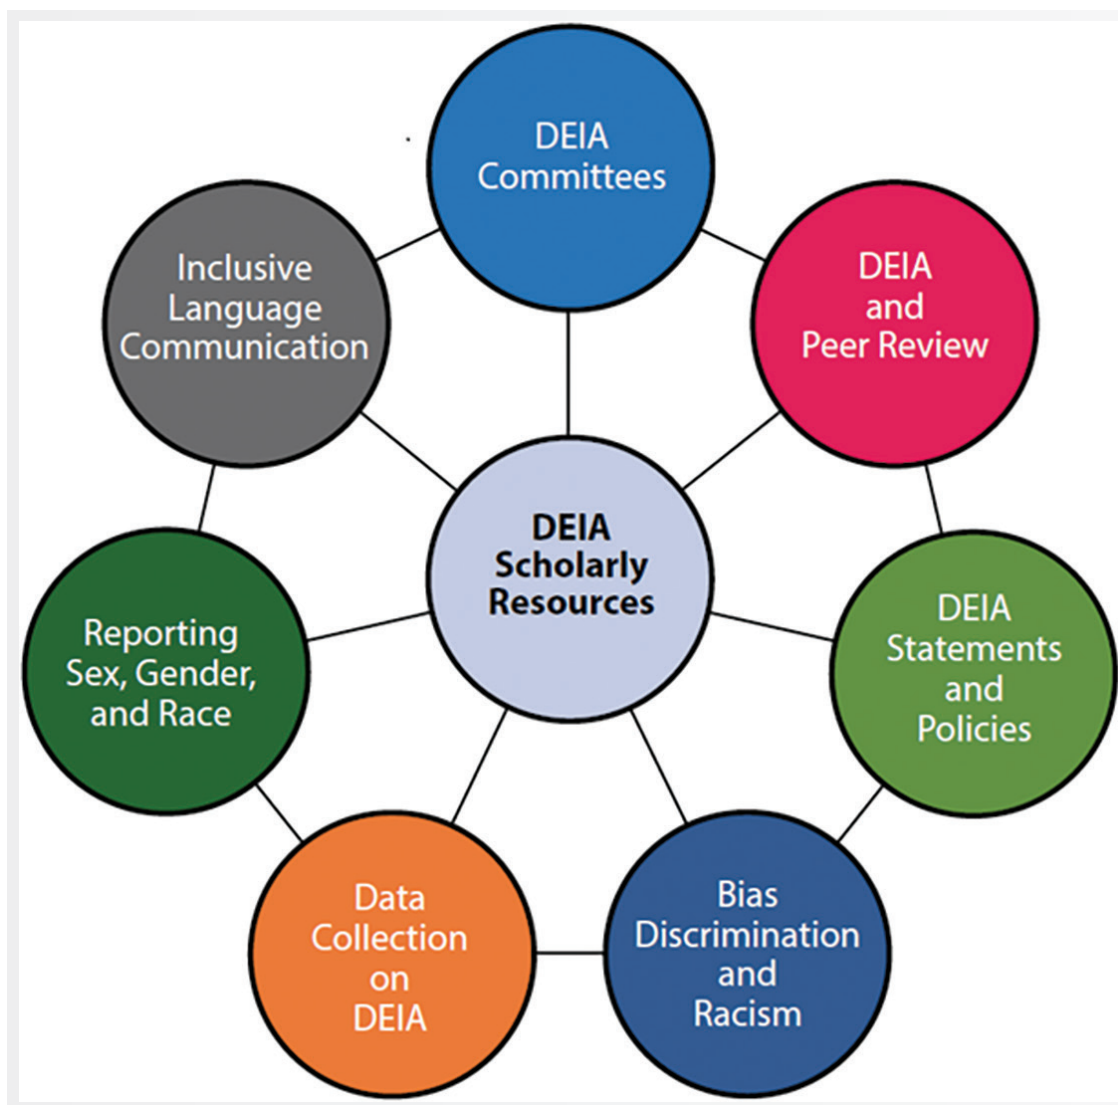 DEIA
Committees
DEIA
and
Peer Review
DEIA
Statements
and
Policies
Bias
Discrimination
and
Racism
Data
Collection
on
DEIA
Reporting
Sex, Gender,
and Race
Inclusive
Language
Communication
DEIA
Scholarly
Resources